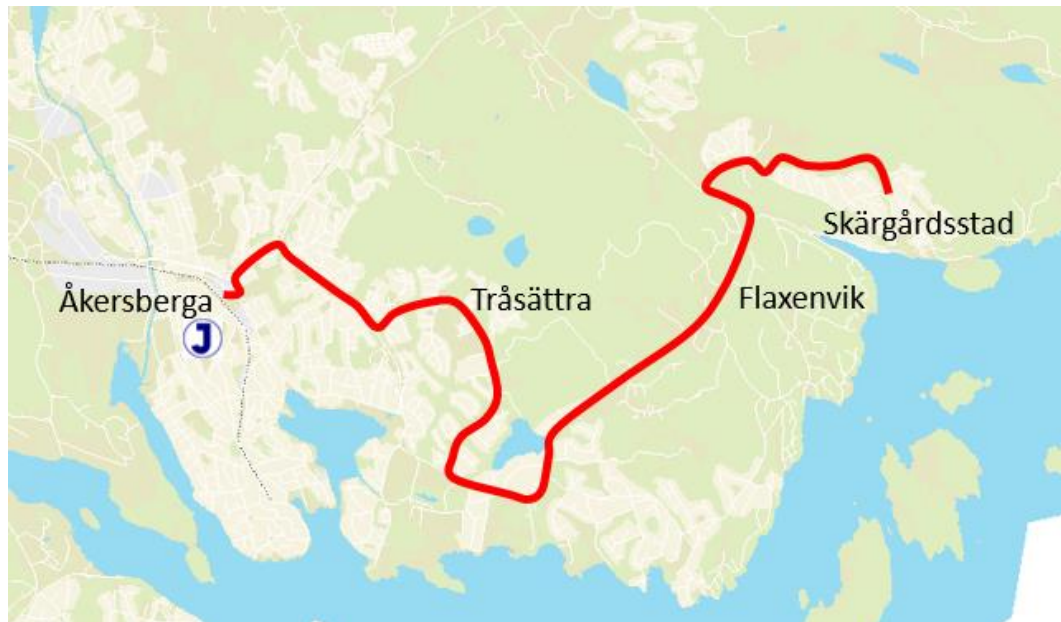 Skärgårdsstad
Åkersberga
Tråsättra
Flaxenvik
J